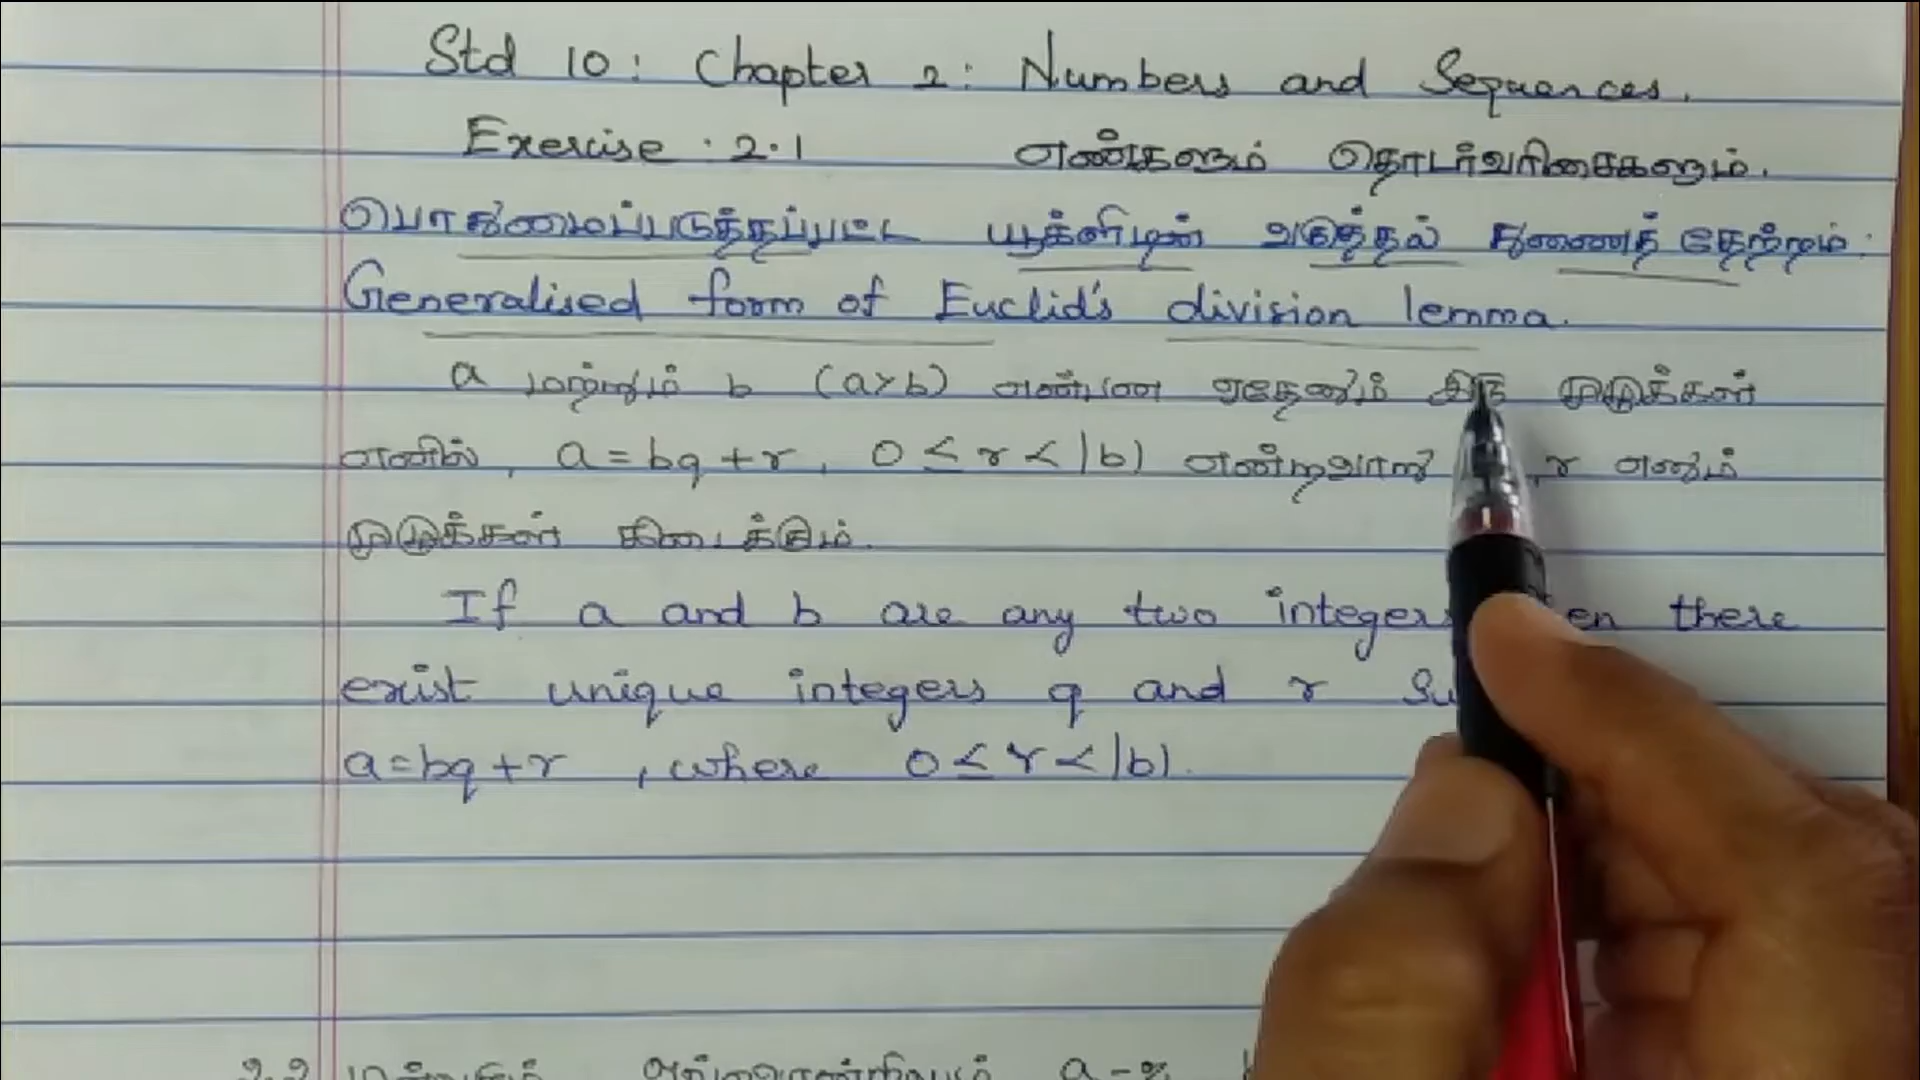 Std 10: Chapter 2: Numbers and Sequences.
Exercise : 2.1 எண்களும் தொடர்வரிசைகளும்.
பொதுமைப்படுத்தப்பட்ட யூக்ளிடின் வகுத்தல் துணைத் தேற்றம் :
Generalised form of Euclid's division lemma.
a மற்றும் b (a>b) என்பன ஏதேனும் இரு முழுக்கள்
எனில், a = bq + r, 0 ≤ r < |b| என்றவாறு , r எனும்
முழுக்கள் கிடைக்கும்.
If a and b are any two integers there
exist unique integers q and r
a=bq+r , where 0 ≤ r < |b|.